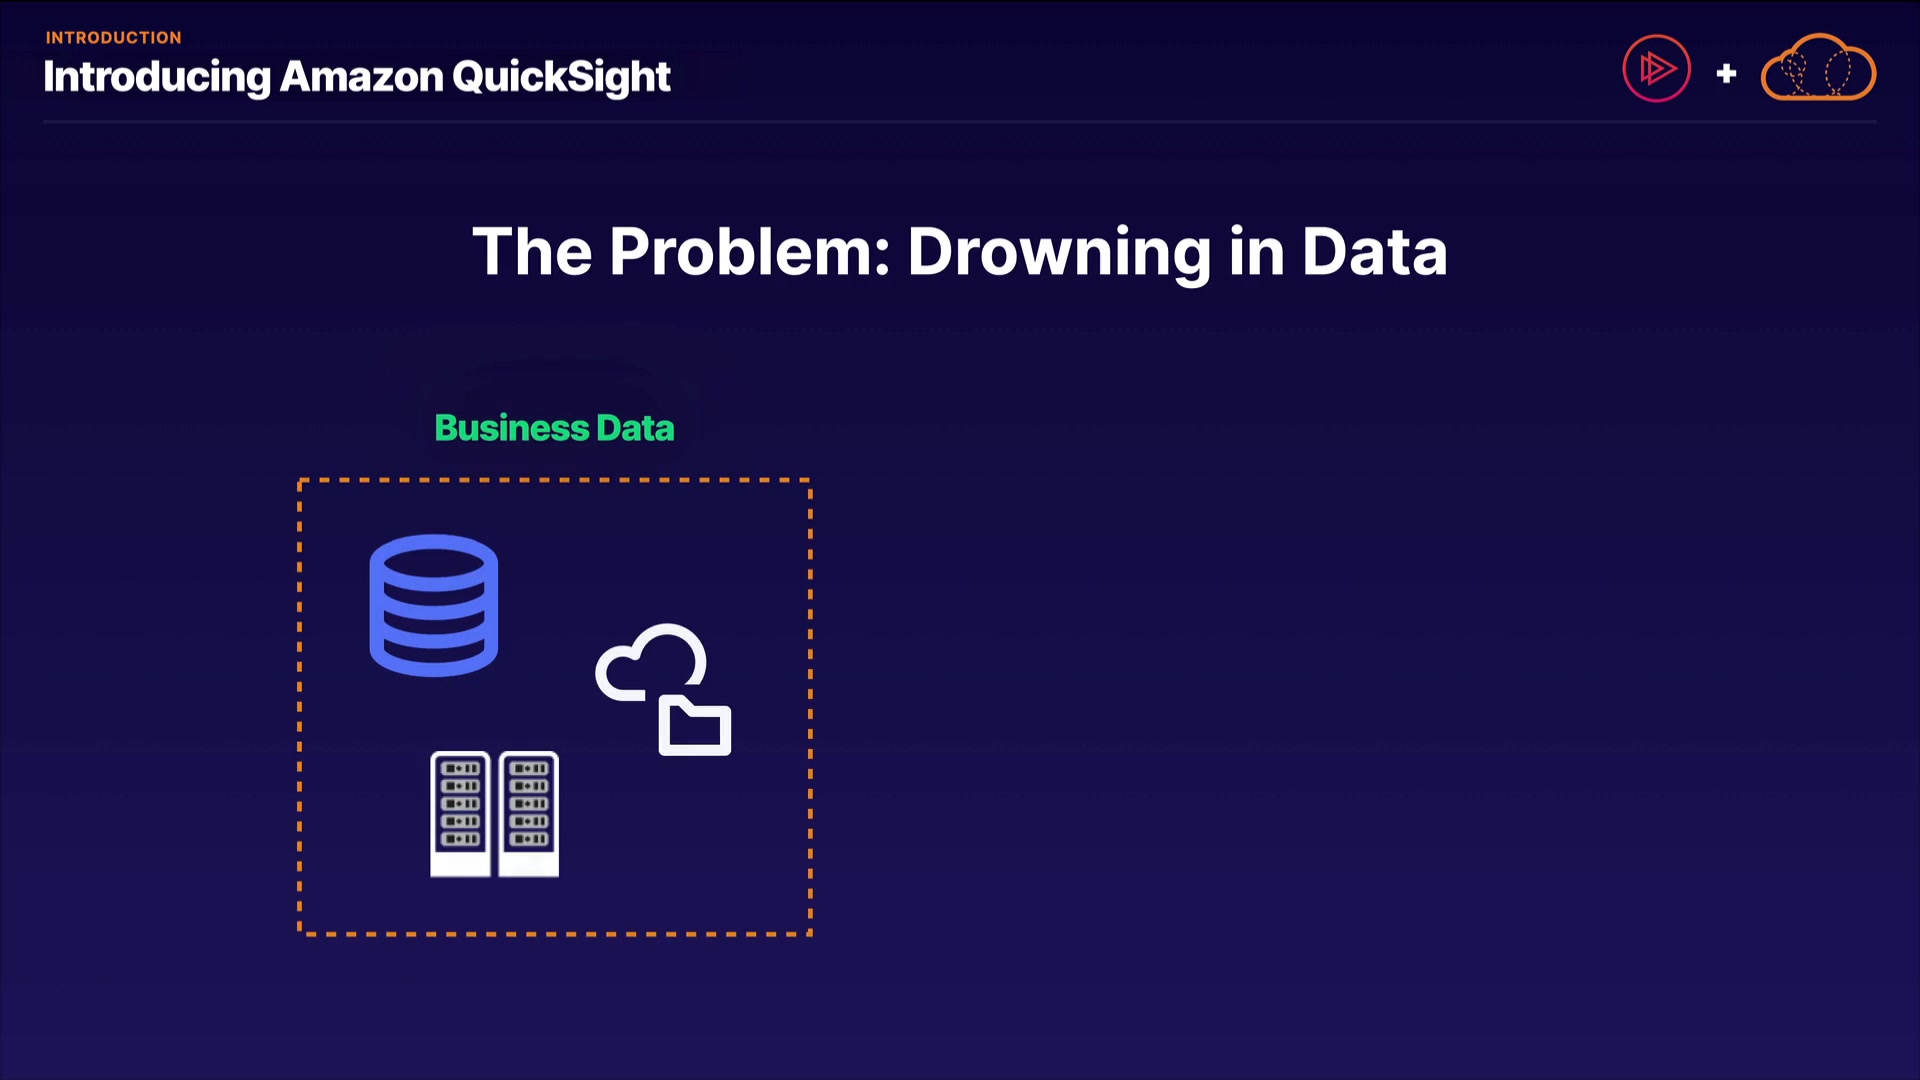 INTRODUCTION
Introducing Amazon QuickSight
+
The Problem: Drowning in Data
Business Data